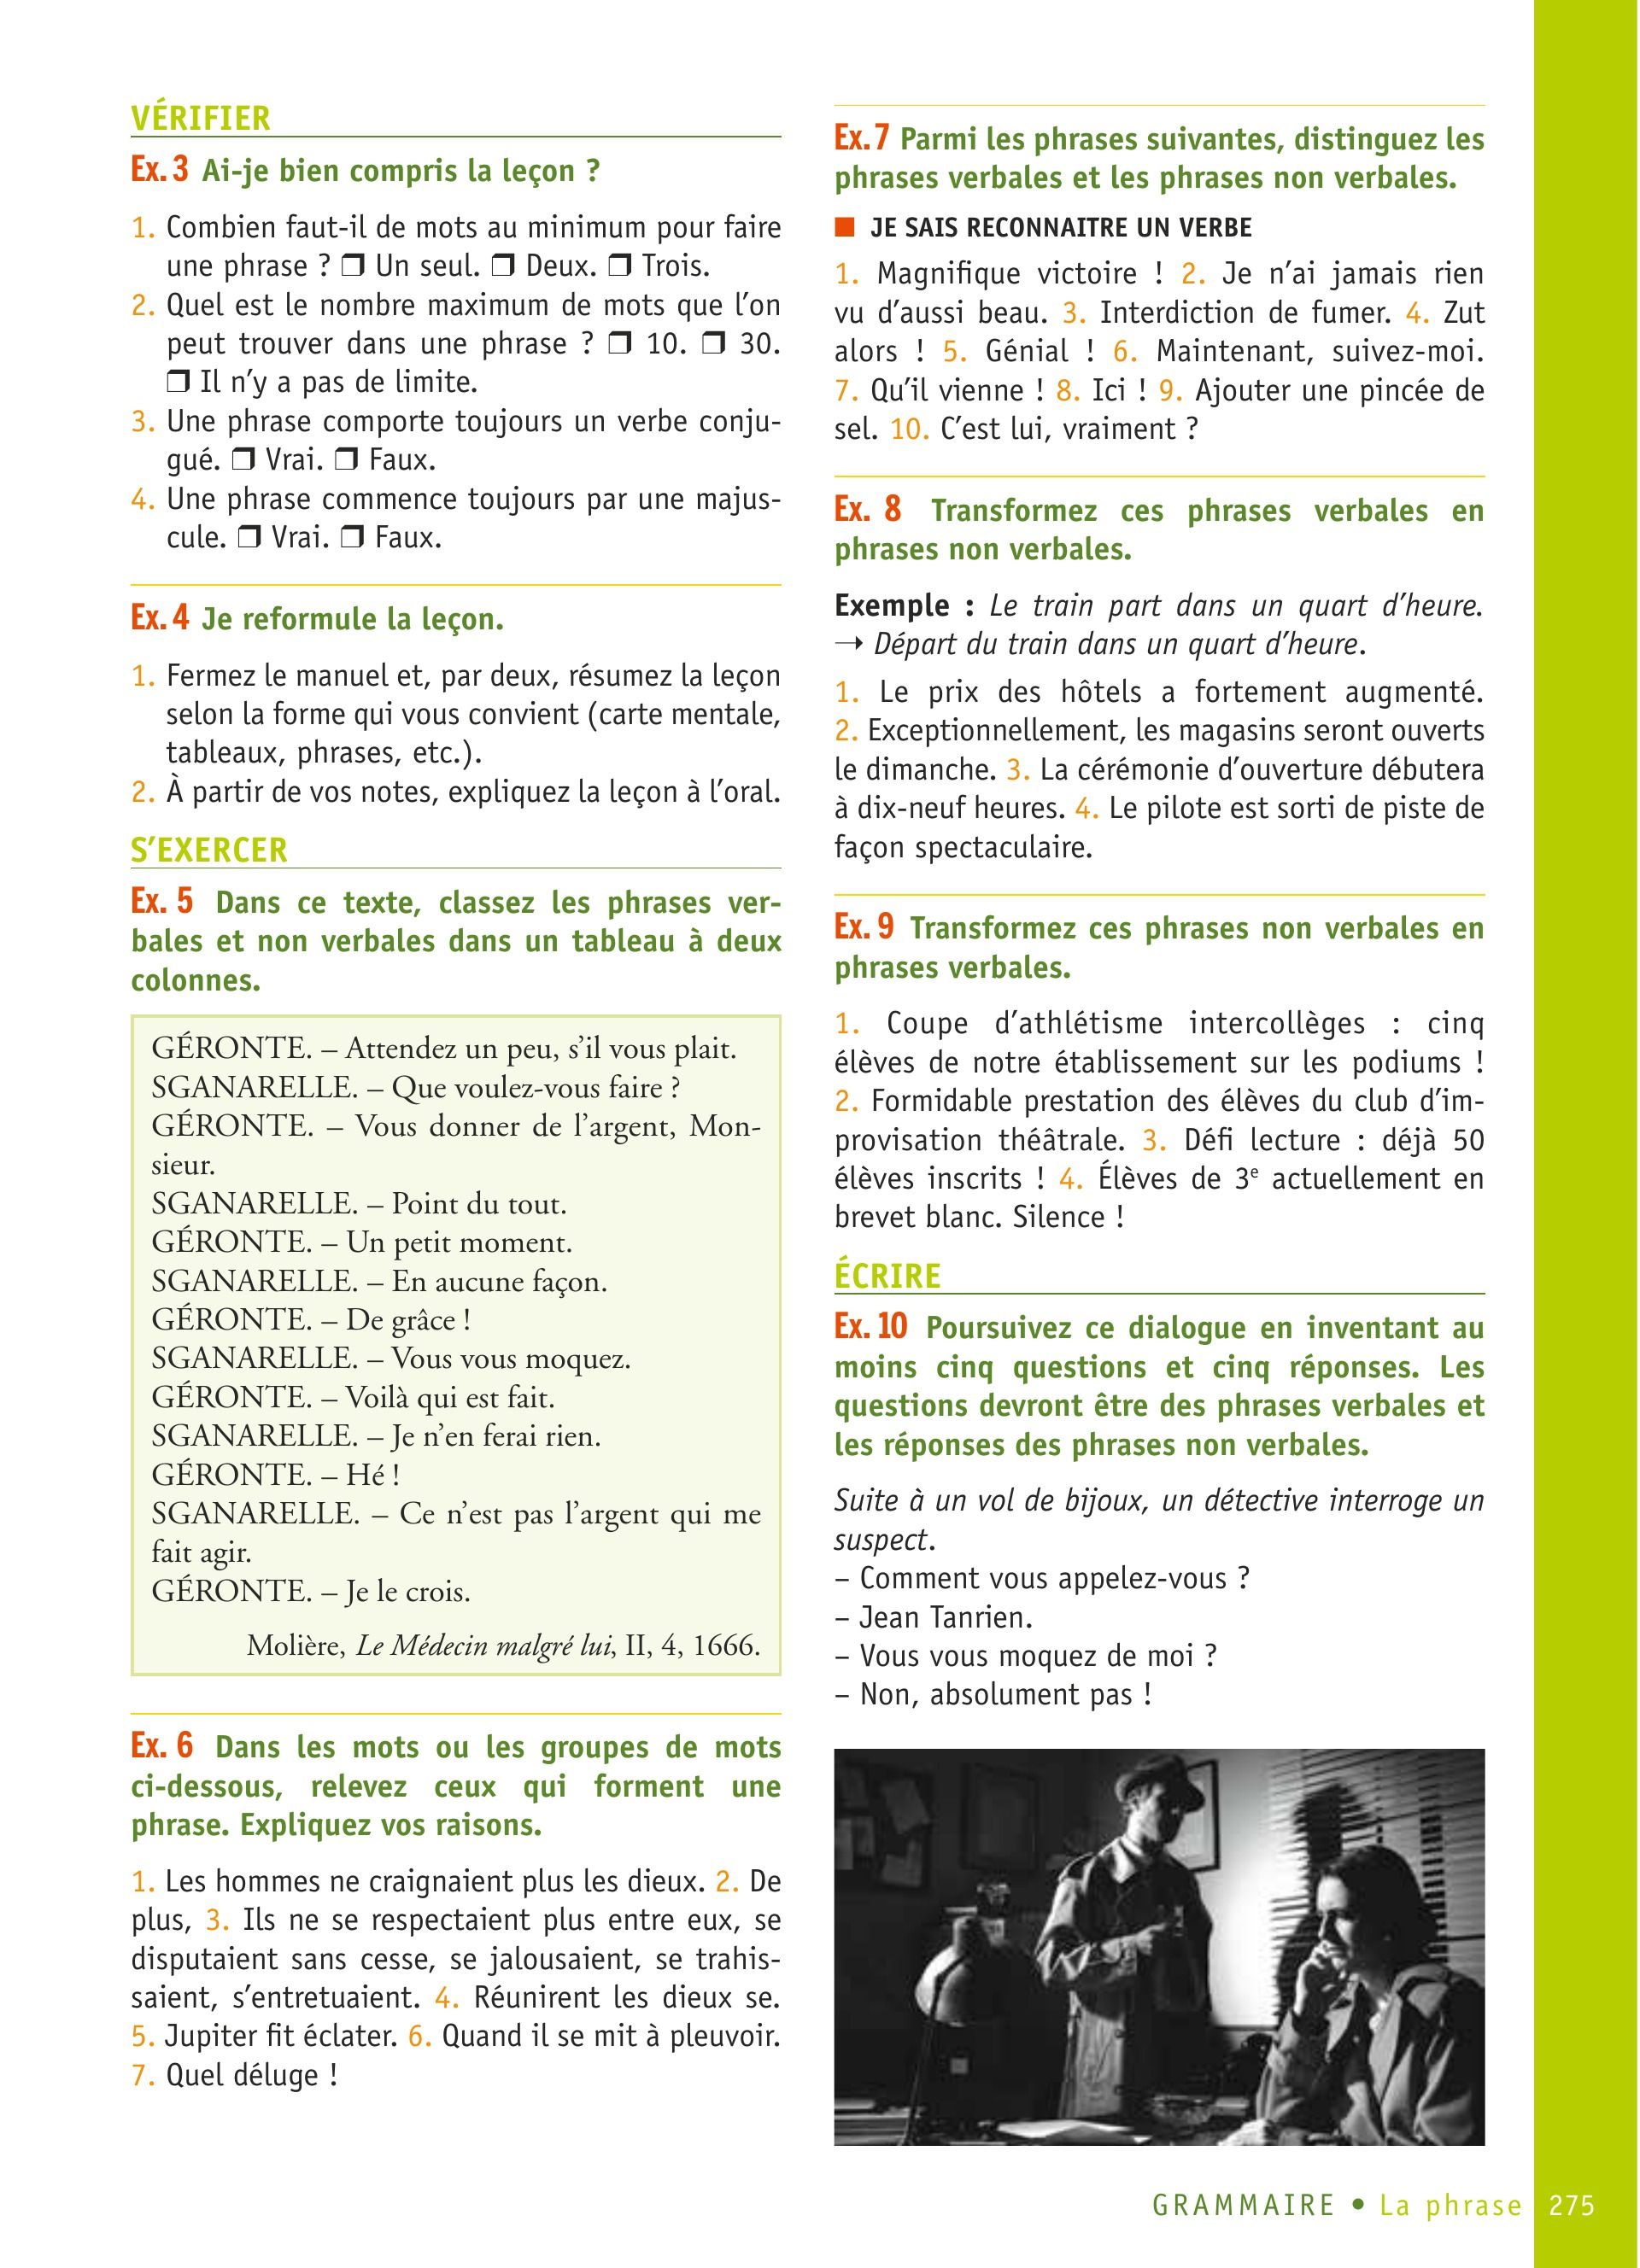 VÉRIFIER
Ex. 3 Ai-je bien compris la leçon ?
1. Combien faut-il de mots au minimum pour faire
une phrase ? ❒ Un seul. ❒ Deux. ❒ Trois.
2. Quel est le nombre maximum de mots que l’on
peut trouver dans une phrase ? ❒ 10. ❒ 30.
❒ Il n’y a pas de limite.
3. Une phrase comporte toujours un verbe conju-
gué. ❒ Vrai. ❒ Faux.
4. Une phrase commence toujours par une majus-
cule. ❒ Vrai. ❒ Faux.
Ex. 4 Je reformule la leçon.
1. Fermez le manuel et, par deux, résumez la leçon
selon la forme qui vous convient (carte mentale,
tableaux, phrases, etc.).
2. À partir de vos notes, expliquez la leçon à l’oral.
S’EXERCER
Ex. 5 Dans ce texte, classez les phrases ver-
bales et non verbales dans un tableau à deux
colonnes.
GÉRONTE. – Attendez un peu, s’il vous plait.
SGANARELLE. – Que voulez-vous faire ?
GÉRONTE. – Vous donner de l’argent, Mon-
sieur.
SGANARELLE. – Point du tout.
GÉRONTE. – Un petit moment.
SGANARELLE. – En aucune façon.
GÉRONTE. – De grâce !
SGANARELLE. – Vous vous moquez.
GÉRONTE. – Voilà qui est fait.
SGANARELLE. – Je n’en ferai rien.
GÉRONTE. – Hé !
SGANARELLE. – Ce n’est pas l’argent qui me
fait agir.
GÉRONTE. – Je le crois.
Molière, Le Médecin malgré lui, II, 4, 1666.
Ex. 6 Dans les mots ou les groupes de mots
ci-dessous, relevez ceux qui forment une
phrase. Expliquez vos raisons.
1. Les hommes ne craignaient plus les dieux. 2. De
plus, 3. Ils ne se respectaient plus entre eux, se
disputaient sans cesse, se jalousaient, se trahis-
saient, s’entretuaient. 4. Réunirent les dieux se.
5. Jupiter fit éclater. 6. Quand il se mit à pleuvoir.
7. Quel déluge !
Ex. 7 Parmi les phrases suivantes, distinguez les
phrases verbales et les phrases non verbales.
■ JE SAIS RECONNAITRE UN VERBE
1. Magnifique victoire ! 2. Je n’ai jamais rien
vu d’aussi beau. 3. Interdiction de fumer. 4. Zut
alors ! 5. Génial ! 6. Maintenant, suivez-moi.
7. Qu’il vienne ! 8. Ici ! 9. Ajouter une pincée de
sel. 10. C’est lui, vraiment ?
Ex. 8 Transformez ces phrases verbales en
phrases non verbales.
Exemple : Le train part dans un quart d’heure.
→ Départ du train dans un quart d’heure.
1. Le prix des hôtels a fortement augmenté.
2. Exceptionnellement, les magasins seront ouverts
le dimanche. 3. La cérémonie d’ouverture débutera
à dix-neuf heures. 4. Le pilote est sorti de piste de
façon spectaculaire.
Ex. 9 Transformez ces phrases non verbales en
phrases verbales.
1. Coupe d’athlétisme intercollèges : cinq
élèves de notre établissement sur les podiums !
2. Formidable prestation des élèves du club d’im-
provisation théâtrale. 3. Défi lecture : déjà 50
élèves inscrits ! 4. Élèves de 3e actuellement en
brevet blanc. Silence !
ÉCRIRE
Ex. 10 Poursuivez ce dialogue en inventant au
moins cinq questions et cinq réponses. Les
questions devront être des phrases verbales et
les réponses des phrases non verbales.
Suite à un vol de bijoux, un détective interroge un
suspect.
– Comment vous appelez-vous ?
– Jean Tanrien.
– Vous vous moquez de moi ?
– Non, absolument pas !
GRAMMAIRE • La phrase 275